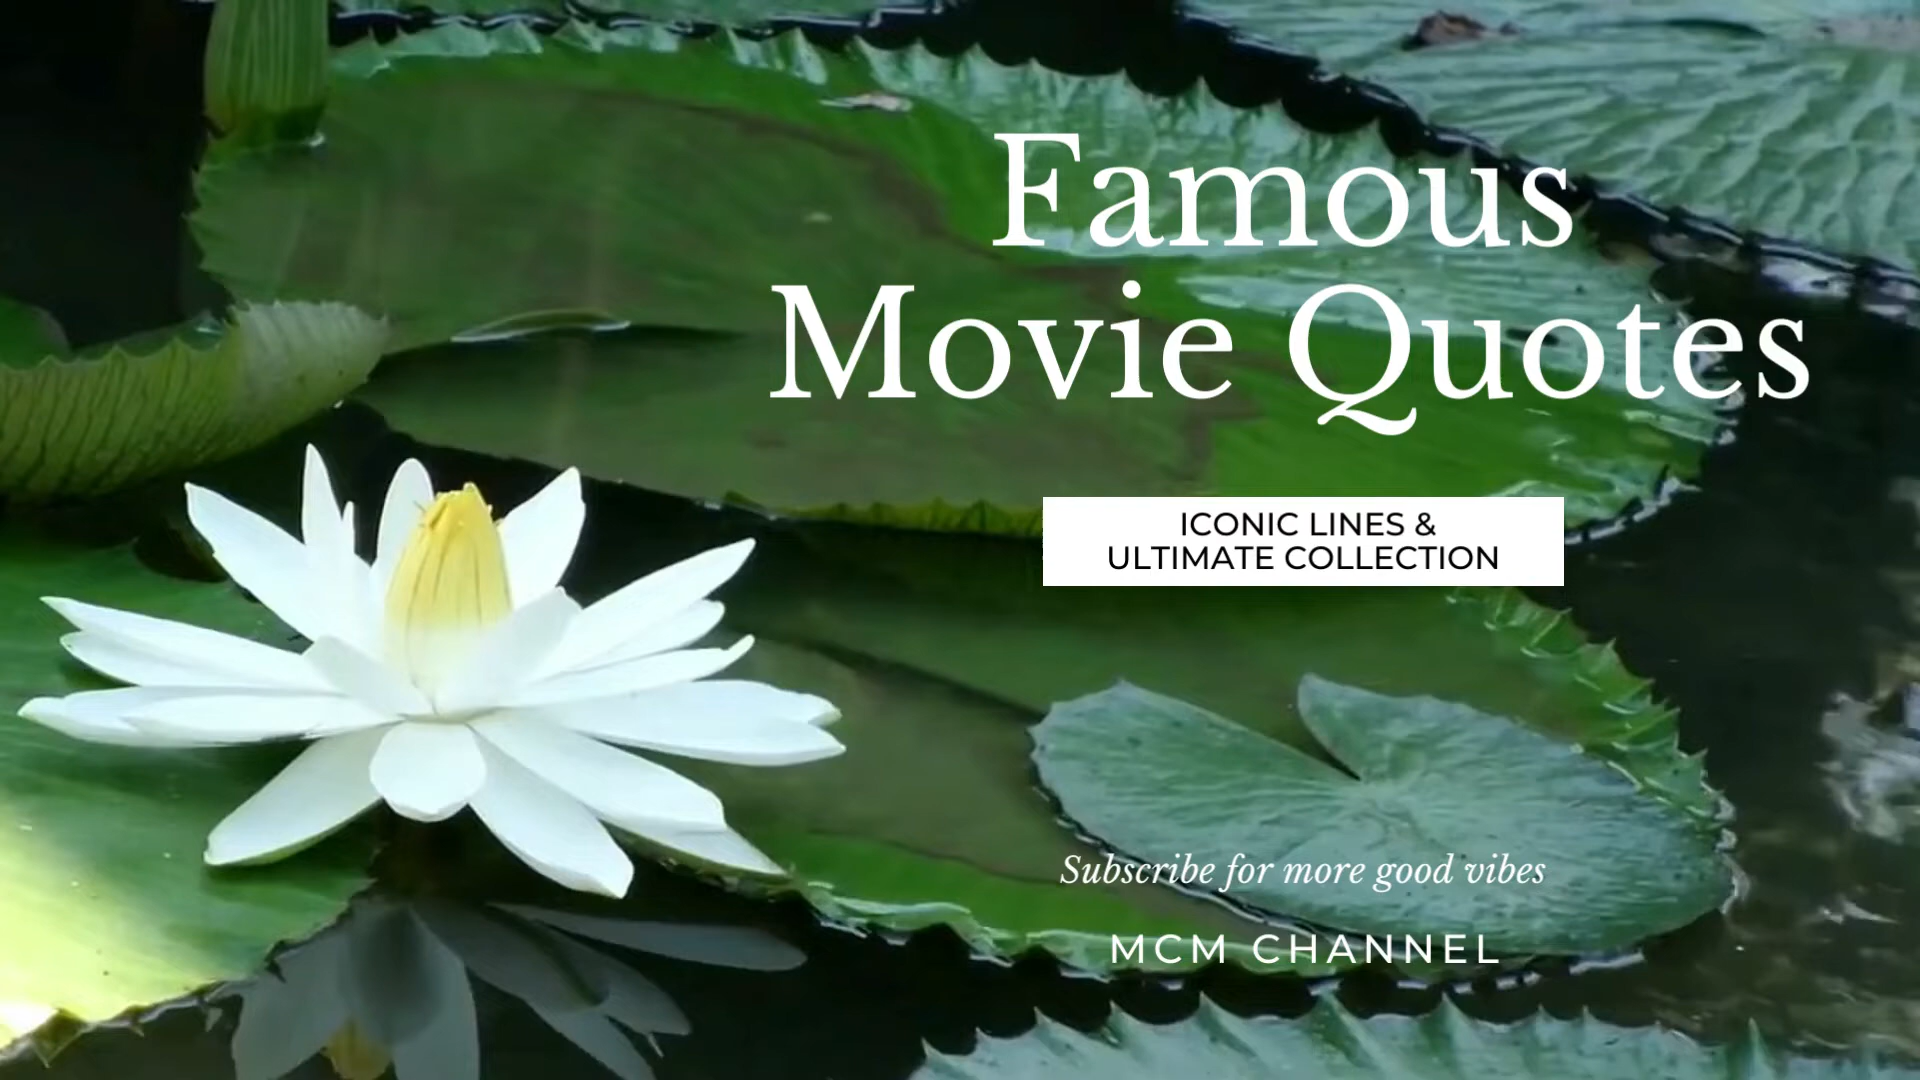 Famous
Movie Quotes
ICONIC LINES &
ULTIMATE COLLECTION
Subscribe for more good vibes
MCM CHANNEL